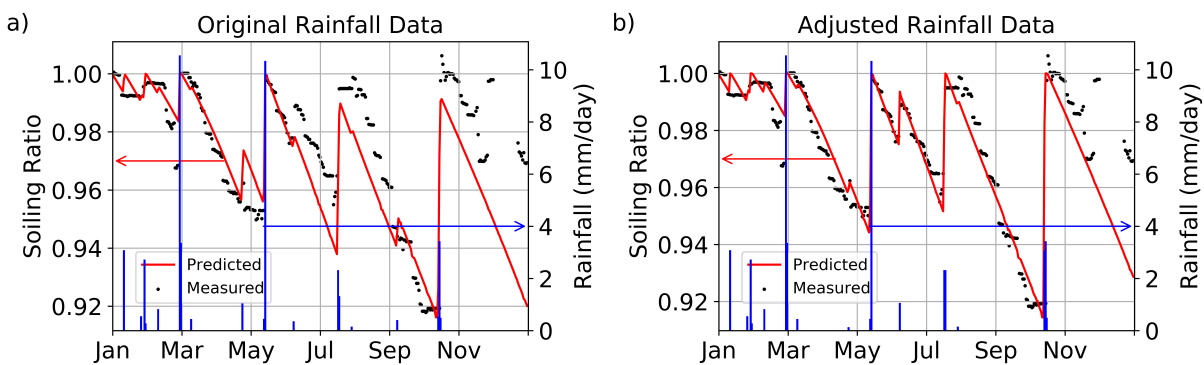 a)
Original Rainfall Data
1.00
0.98
0.96
0.94
0.92
Soiling Ratio
10
8
6
4
2
0
Rainfall (mm/day)
Predicted
Measured
Jan Mar May Jul Sep Nov
b)
Adjusted Rainfall Data
1.00
0.98
0.96
0.94
0.92
Soiling Ratio
10
8
6
4
2
0
Rainfall (mm/day)
Predicted
Measured
Jan Mar May Jul Sep Nov